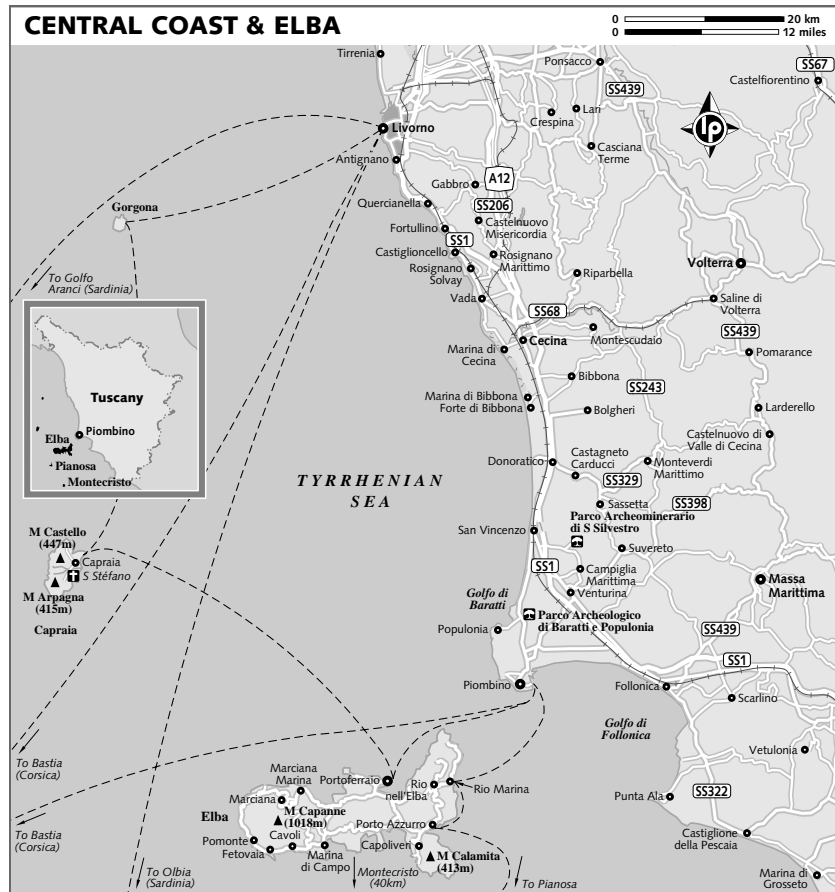 CENTRAL COAST & ELBA
0 20 km
0 12 miles
Tirrenia
Ponsacco
SS67
Castelfiorentino
SS439
Lari
Crespina
lp
Livorno
Casciana
Terme
Antignano
A12
Gabbro
Quercianella
SS206
Gorgona
Castelnuovo
Misericordia
Fortullino
SS1
Castiglioncello
Rosignano
Marittimo
Rosignano
Solvay
Volterra
To Golfo
Aranci (Sardinia)
Riparbella
Vada
Saline di
Volterra
SS68
Cecina
Montescudaio
SS439
Marina di
Cecina
Pomarance
Tuscany
Piombino
Elba
Pianosa
Montecristo
Bibbona
SS243
Marina di Bibbona
Forte di Bibbona
Bolgheri
Larderello
Castelnuovo di
Valle di Cecina
Donoratico
Castagneto
Carducci
Monteverdi
Marittimo
TYRRHENIAN
SEA
SS329
Sassetta
SS398
Parco Archeominerario
di S Silvestro
San Vincenzo
Suvereto
M Castello
(447m)
Capraia
S Stéfano
M Arpagna
(415m)
Capraia
SS1
Campiglia
Marittima
Venturina
Massa
Marittima
Golfo di
Baratti
Parco Archeologico
di Baratti e Populonia
Populonia
SS439
SS1
Piombino
Follonica
Scarlino
Golfo di
Follonica
Vetulonia
To Bastia
(Corsica)
Marciana
Marina
Portoferraio
Rio
nell'Elba
Rio Marina
Punta Ala
SS322
Marciana
Elba
M Capanne
(1018m)
Porto Azzurro
To Bastia
(Corsica)
Pomonte
Cavoli
Fetovaia
Marina
di Campo
Capoliveri
M Calamita
(413m)
Castiglione
della Pescaia
To Olbia
(Sardinia)
Montecristo
(40km)
To Pianosa
Marina di
Grosseto